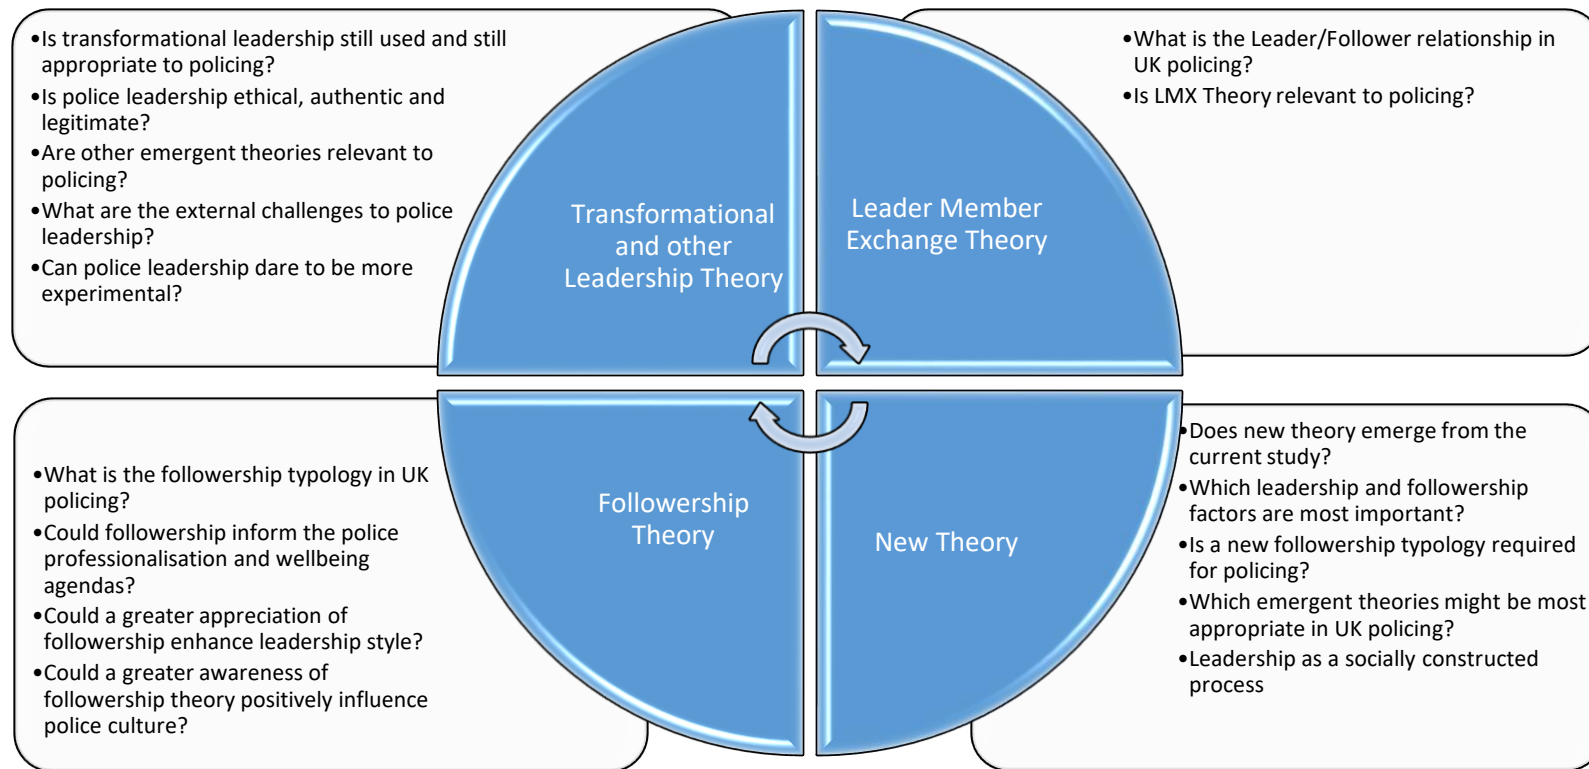 •Is transformational leadership still used and still
appropriate to policing?
•Is police leadership ethical, authentic and
legitimate?
•Are other emergent theories relevant to
policing?
•What are the external challenges to police
leadership?
•Can police leadership dare to be more
experimental?
Transformational
and other
Leadership Theory
Leader Member
Exchange Theory
•What is the Leader/Follower relationship in
UK policing?
•Is LMX Theory relevant to policing?
•What is the followership typology in UK
policing?
•Could followership inform the police
professionalisation and wellbeing
agendas?
•Could a greater appreciation of
followership enhance leadership style?
•Could a greater awareness of
followership theory positively influence
police culture?
Followership
Theory
New Theory
•Does new theory emerge from the
current study?
•Which leadership and followership
factors are most important?
•Is a new followership typology required
for policing?
•Which emergent theories might be most
appropriate in UK policing?
•Leadership as a socially constructed
process